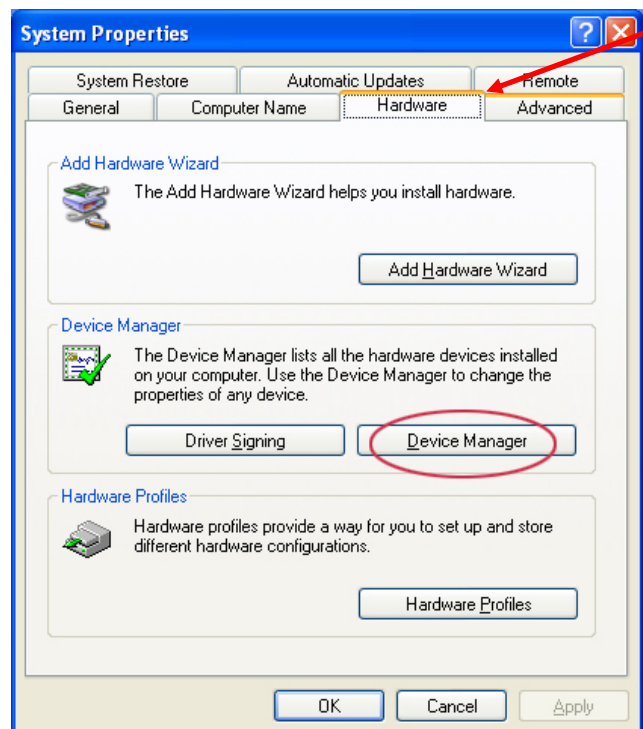 System Properties
System Restore
Automatic Updates
Remote
General
Computer Name
Hardware
Advanced
Add Hardware Wizard
The Add Hardware Wizard helps you install hardware.
Add Hardware Wizard
Device Manager
The Device Manager lists all the hardware devices installed
on your computer. Use the Device Manager to change the
properties of any device.
Driver Signing
Device Manager
Hardware Profiles
Hardware profiles provide a way for you to set up and store
different hardware configurations.
Hardware Profiles
OK
Cancel
Apply